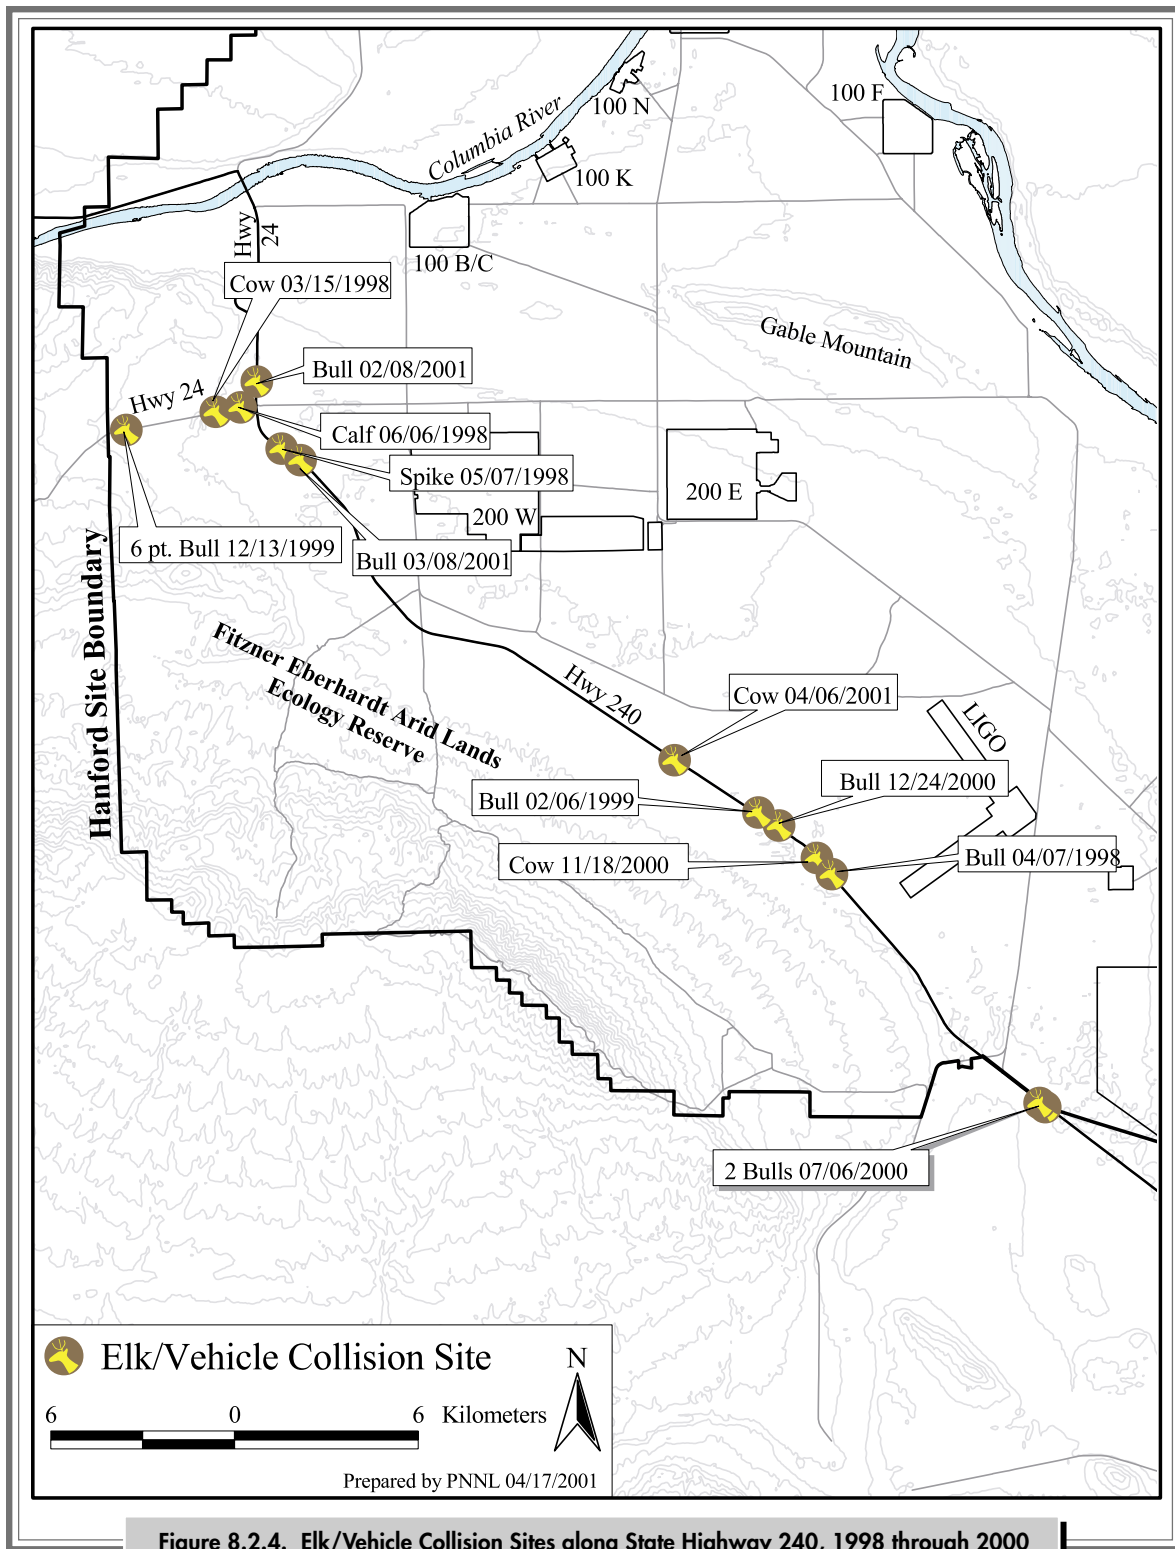 100 N
100 F
Columbia River
100 K
Hwy
24
100 B/C
Cow 03/15/1998
Gable Mountain
Bull 02/08/2001
Hwy 24
Calf 06/06/1998
Spike 05/07/1998
200 E
200 W
6 pt. Bull 12/13/1999
Bull 03/08/2001
Hanford Site Boundary
Fitzner Eberhardt Arid Lands
Ecology Reserve
Hwy 240
Cow 04/06/2001
LIGO
Bull 12/24/2000
Bull 02/06/1999
Cow 11/18/2000
Bull 04/07/1998
2 Bulls 07/06/2000
Elk/Vehicle Collision Site
N
6 0 6 Kilometers
Prepared by PNNL 04/17/2001
Figure 8.2.4. Elk/Vehicle Collision Sites along State Highway 240, 1998 through 2000